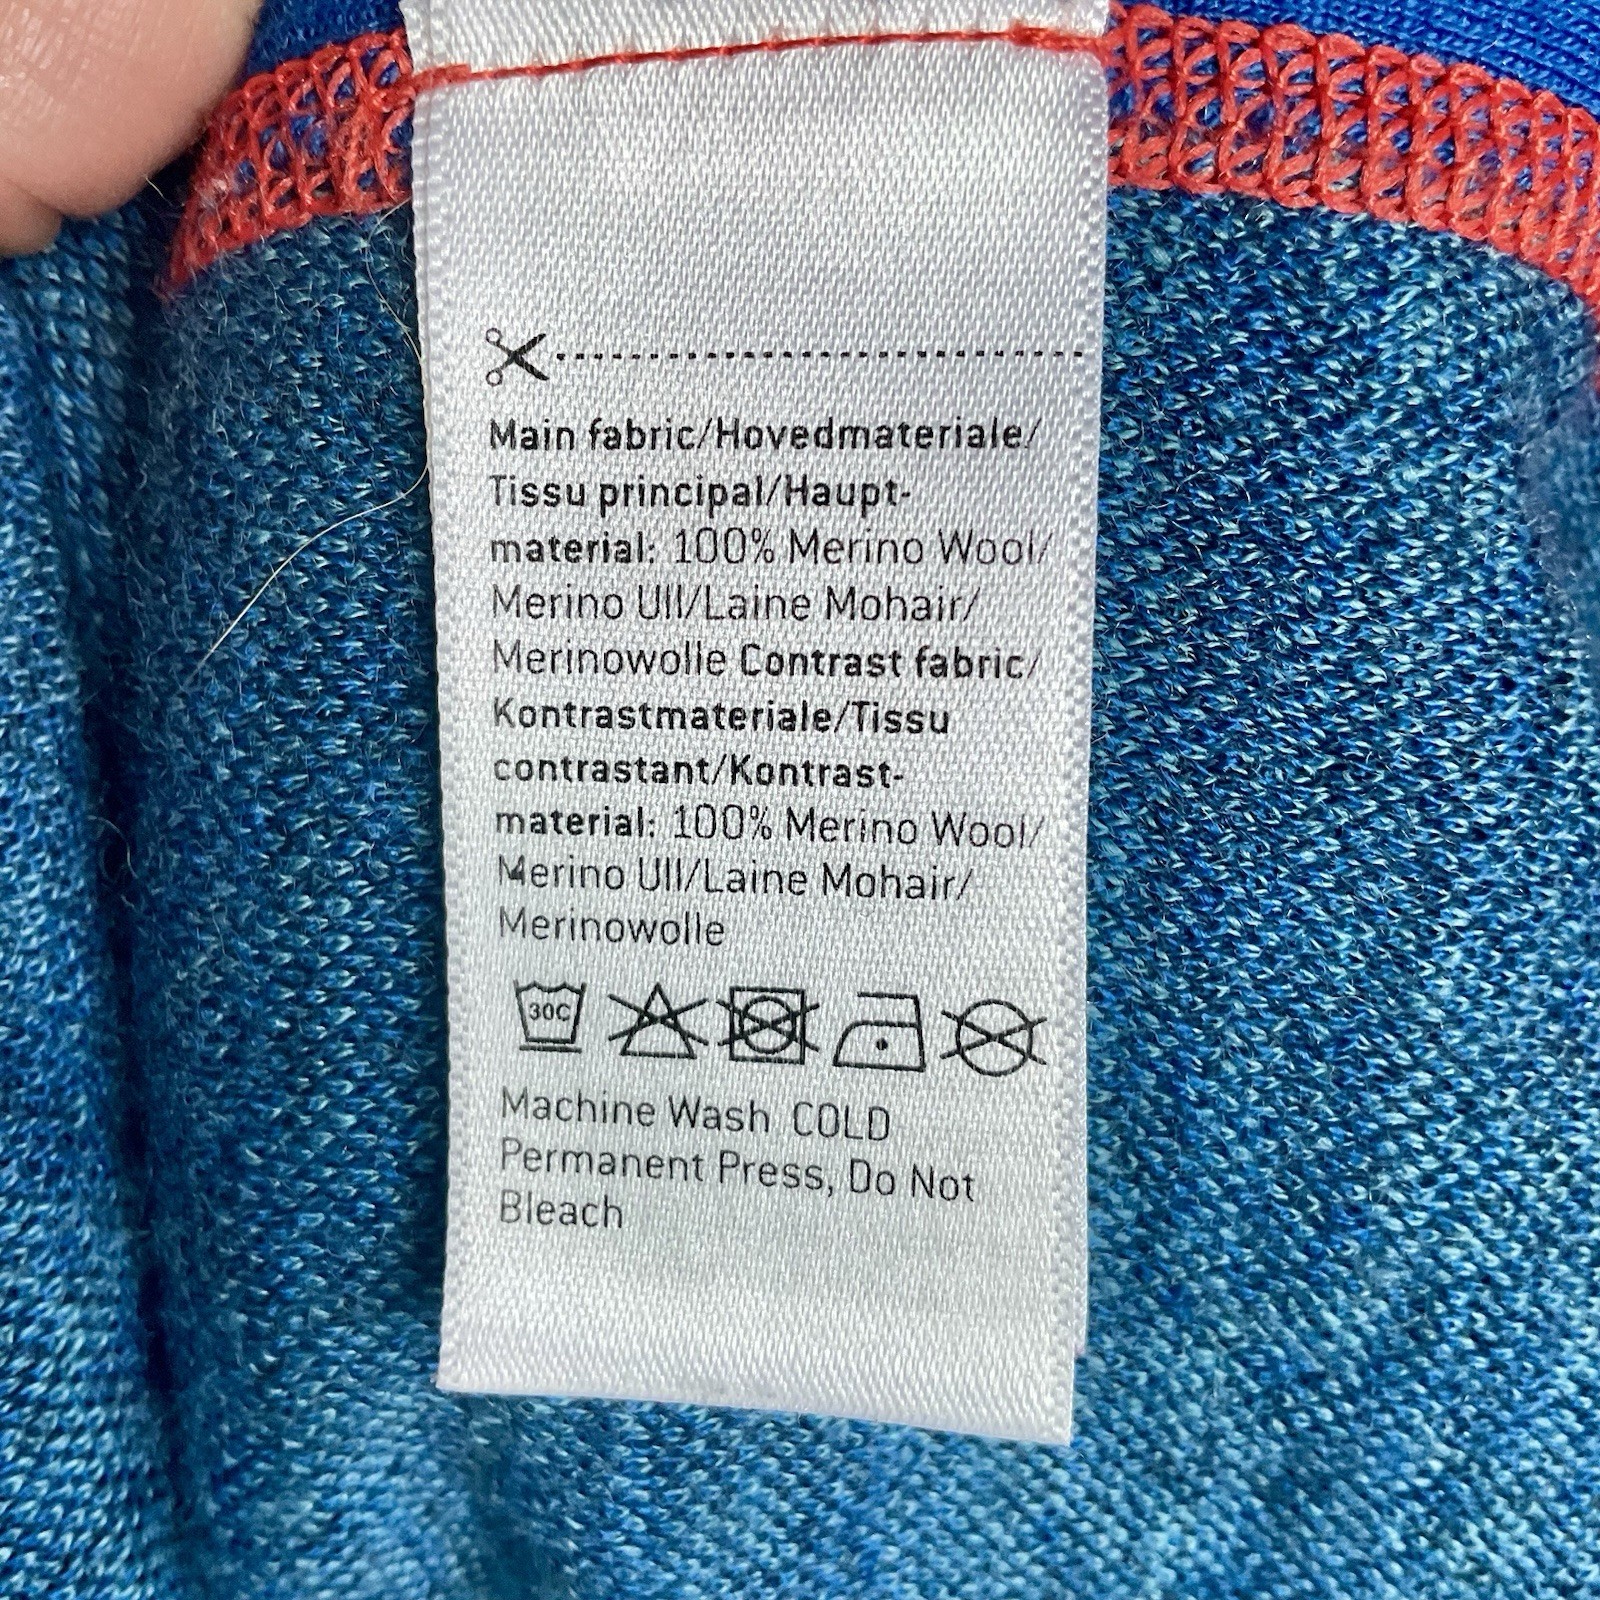 Main fabric/Hovedmateriale/
Tissu principal/Haupt-
material: 100% Merino Wool/
Merino Ull/Laine Mohair/
Merinowolle Contrast fabric/
Kontrastmateriale/Tissu
contrastant/Kontrast-
material: 100% Merino Wool/
Merino Ull/Laine Mohair/
Merinowolle
30C
Machine Wash COLD
Permanent Press, Do Not
Bleach